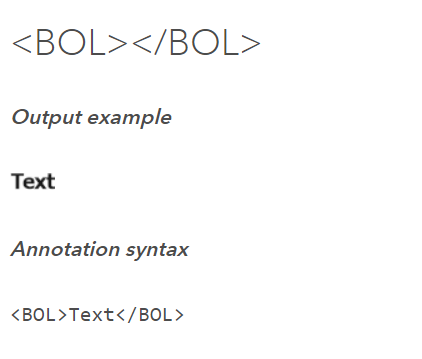 <BOL></BOL>
Output example
Text
Annotation syntax
<BOL>Text</BOL>